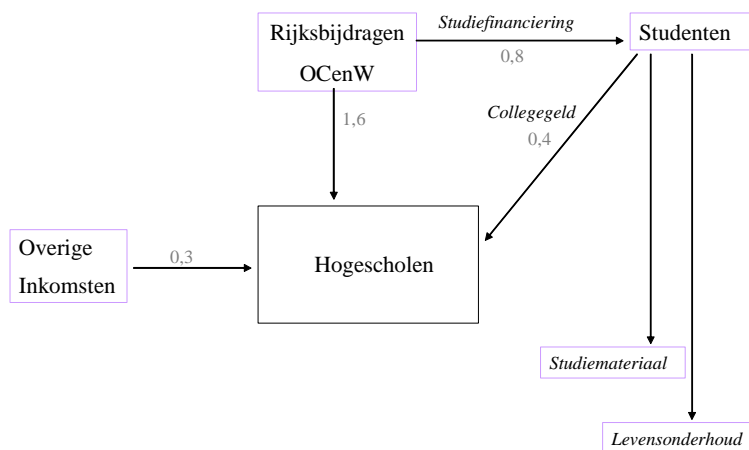 Rijksbijdragen
OCenW
Studiefinanciering
0,8
Studenten
1,6
Collegegeld
0,4
Overige
Inkomsten
0,3
Hogescholen
Studiemateriaal
Levensonderhoud